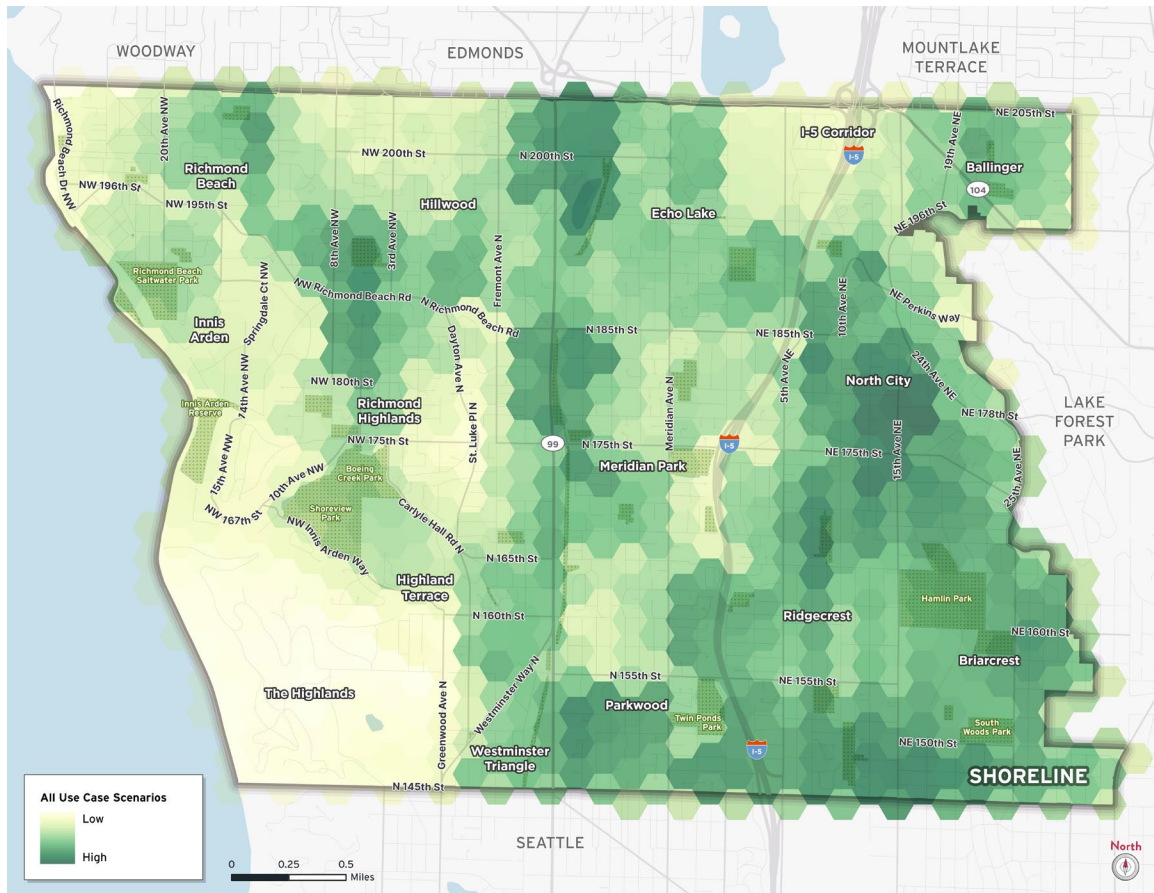 WOODWAY
EDMONDS
MOUNTLAKE
TERRACE
Richmond Beach Dr NW
20th Ave NW
NW 196th St
Richmond
Beach
NW 195th St
NW 200th St
N 200th St
Hillwood
Echo Lake
I-5 Corridor
I-5
19th Ave NE
NE 205th St
Ballinger
104
NE 196th St
8th Ave NW
3rd Ave NW
Fremont Ave N
Richmond Beach
Saltwater Park
Innis
Arden
Springdale Ct NW
NW Richmond Beach Rd
N Richmond Beach Rd
Dayton Ave N
N 185th St
NE 185th St
10th Ave NE
NE Perkins Way
24th Ave NE
5th Ave NE
North City
NE 178th St
LAKE
FOREST
PARK
14th Ave NW
NW 180th St
Innis Arden
Reserve
Richmond
Highlands
NW 175th St
St. Luke Pl N
Meridian Ave N
99
N 175th St
I-5
Meridian Park
NE 175th St
15th Ave NE
25th Ave NE
15th Ave NW
10th Ave NW
Boeing
Creek Park
Shoreview
Park
NW 167th St
NW Innis Arden Way
Carlyle Hall Rd N
N 165th St
Highland
Terrace
N 160th St
Ridgecrest
Hamlin Park
NE 160th St
Briarcrest
The Highlands
Greenwood Ave N
Westminster Way N
N 155th St
NE 155th St
Parkwood
Twin Ponds
Park
South
Woods Park
NE 150th St
I-5
Westminster
Triangle
SHORELINE
N 145th St
SEATTLE
All Use Case Scenarios
Low
High
0
0.25
0.5
Miles
North